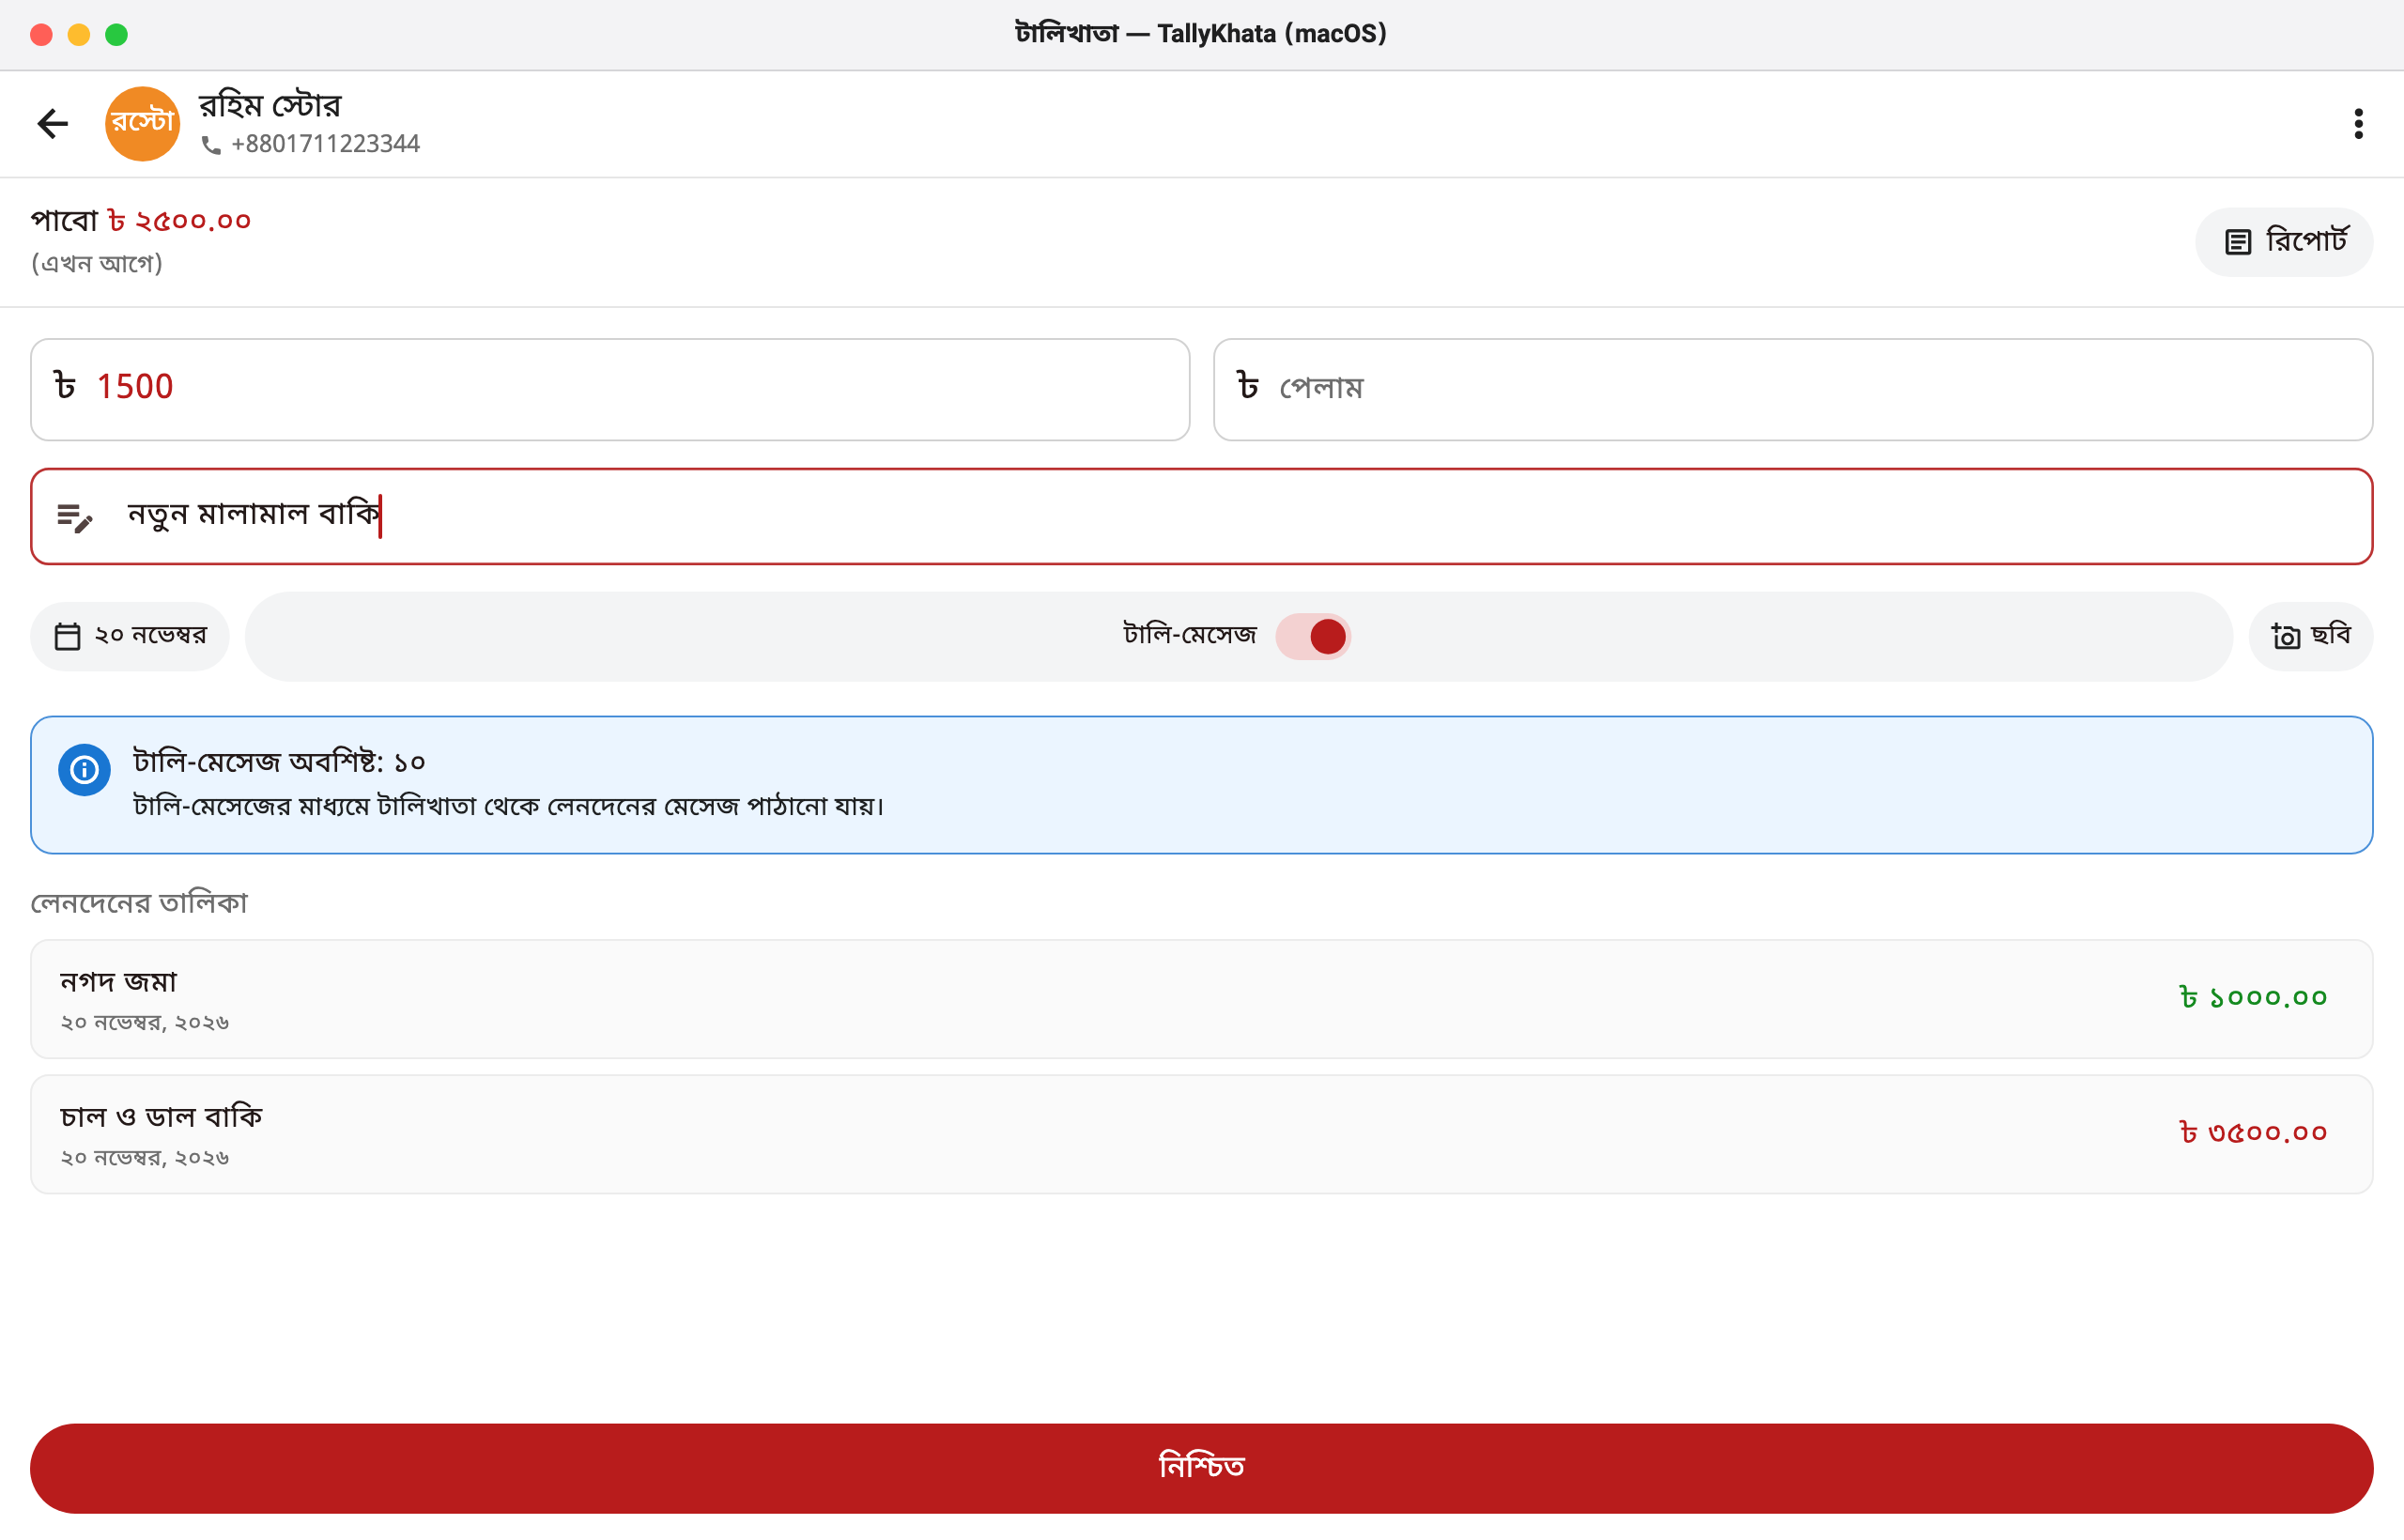 টালিখাতা — TallyKhata (macOS)
রস্টো
রহিম স্টোর
+8801711223344
পাবো ৳ ২৫০০.০০
(এখন আগে)
রিপোর্ট
৳ 1500
৳ পেলাম
নতুন মালামাল বাকি
২০ নভেম্বর
টালি-মেসেজ
ছবি
টালি-মেসেজ অবশিষ্ট: ১০
টালি-মেসেজের মাধ্যমে টালিখাতা থেকে লেনদেনের মেসেজ পাঠানো যায়।
লেনদেনের তালিকা
নগদ জমা
২০ নভেম্বর, ২০২৬
৳ ১০০০.০০
চাল ও ডাল বাকি
২০ নভেম্বর, ২০২৬
৳ ৩৫০০.০০
নিশ্চিত